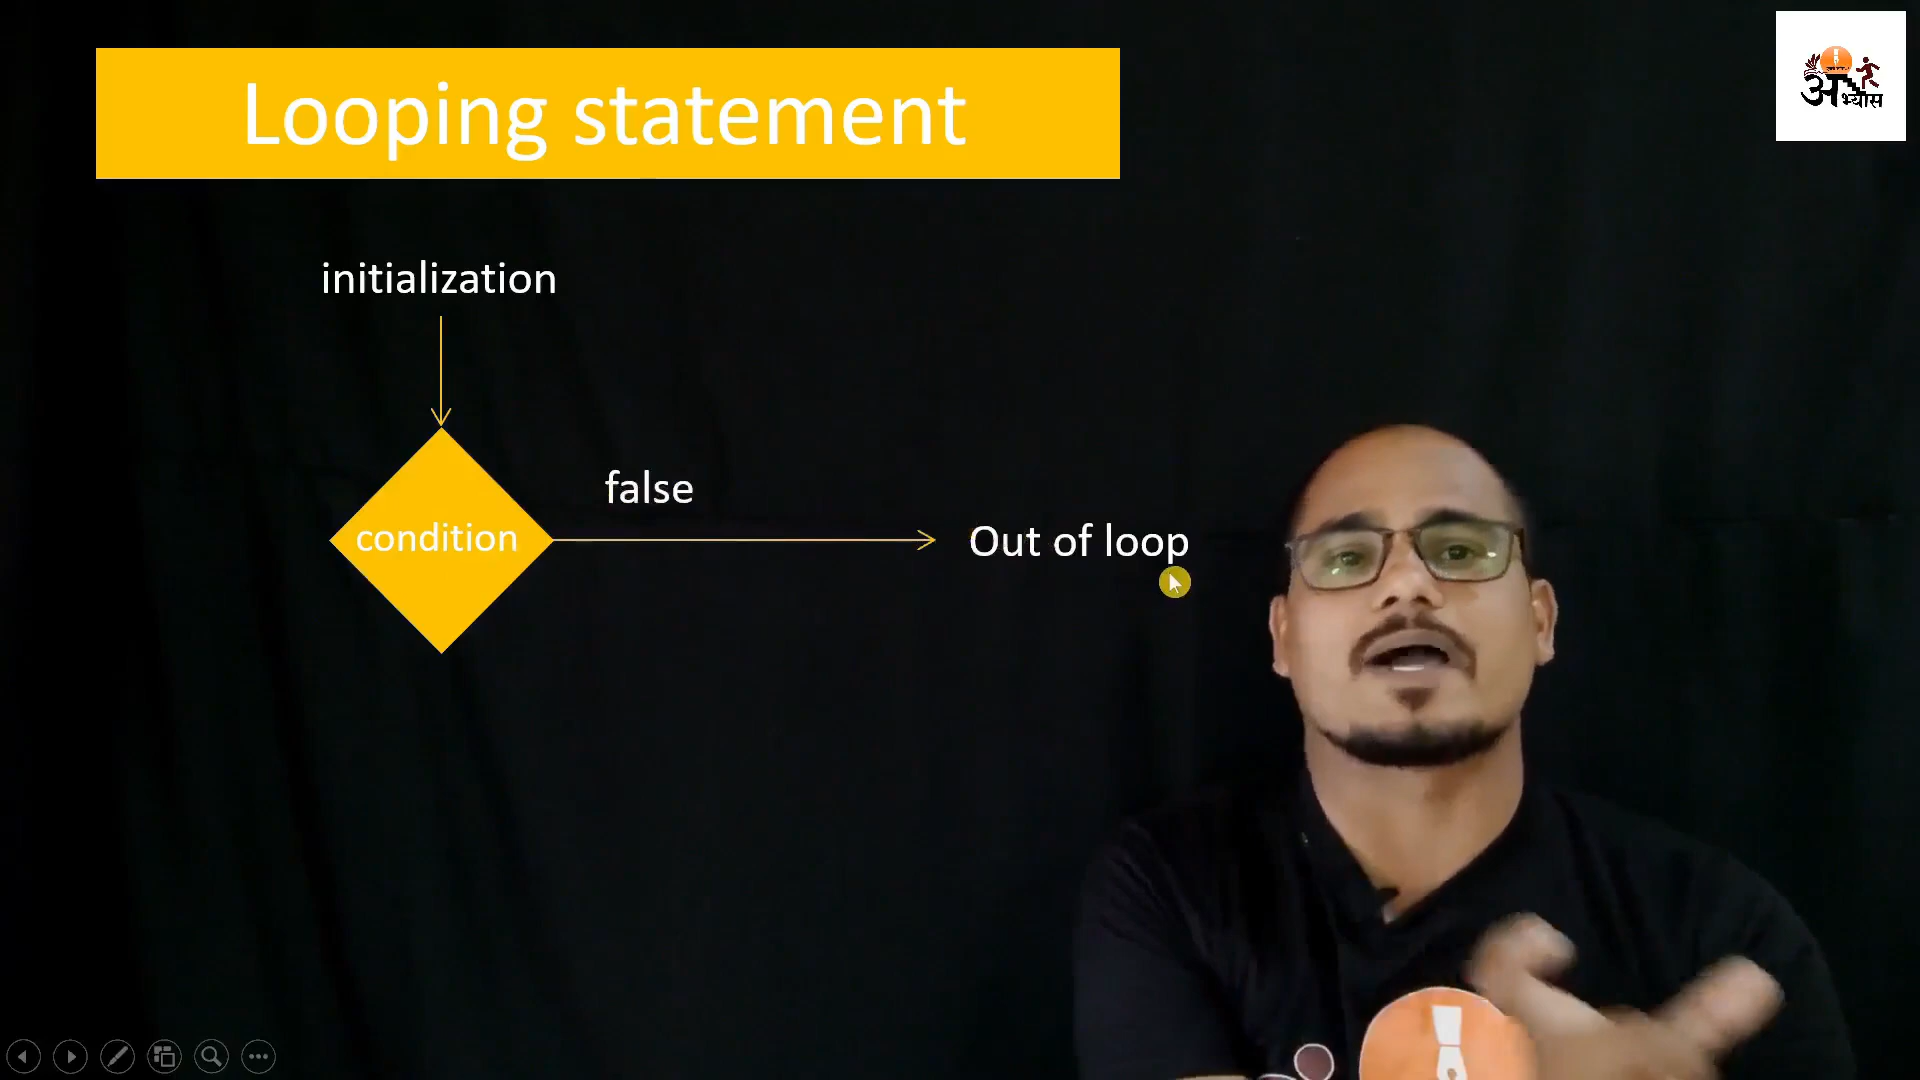 Looping statement
अभ्यास
initialization
false
condition
Out of loop